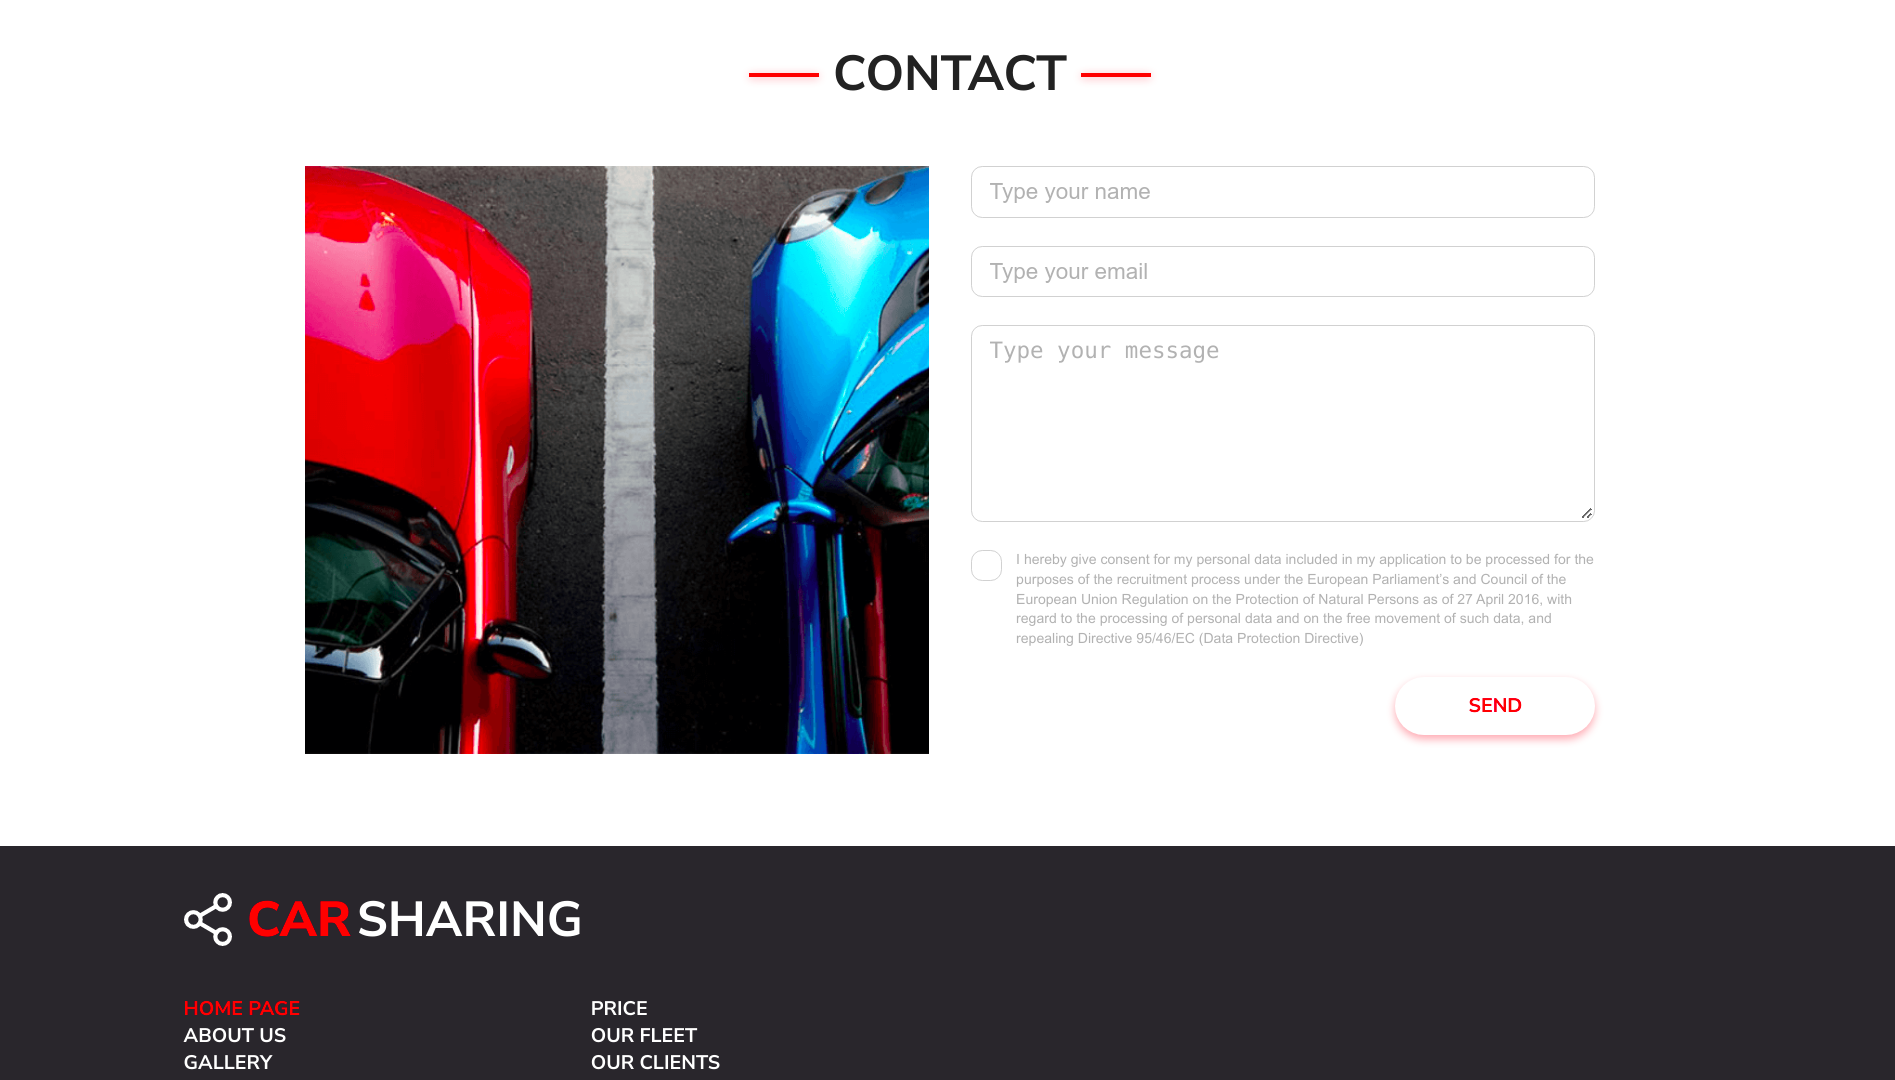 CONTACT
Type your name
Type your email
Type your message
I hereby give consent for my personal data included in my application to be processed for the
purposes of the recruitment process under the European Parliament’s and Council of the
European Union Regulation on the Protection of Natural Persons as of 27 April 2016, with
regard to the processing of personal data and on the free movement of such data, and
repealing Directive 95/46/EC (Data Protection Directive)
SEND
CAR SHARING
HOME PAGE
ABOUT US
GALLERY
PRICE
OUR FLEET
OUR CLIENTS